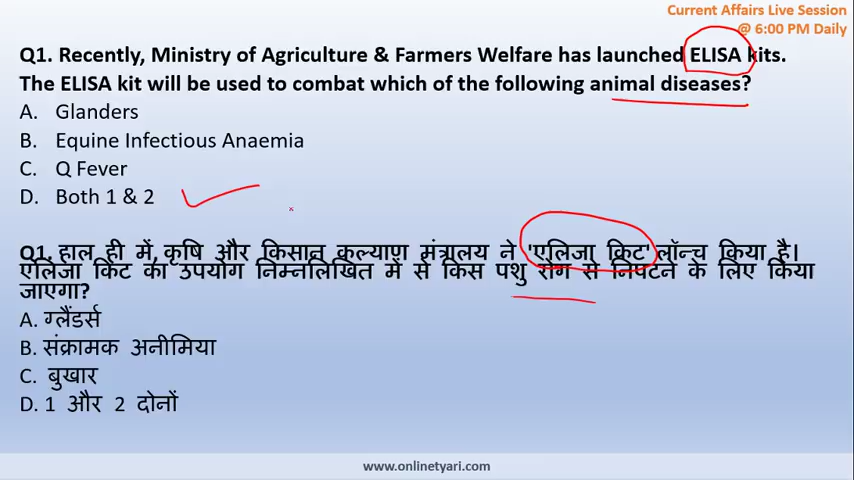 Current Affairs Live Session
@ 6:00 PM Daily
Q1. Recently, Ministry of Agriculture & Farmers Welfare has launched ELISA kits.
The ELISA kit will be used to combat which of the following animal diseases?
A. Glanders
B. Equine Infectious Anaemia
C. Q Fever
D. Both 1 & 2
Q1. हाल ही में, कृषि और किसान कल्याण मंत्रालय ने 'एलिजा किट' लॉन्च किया है।
एलिजा किट का उपयोग निम्नलिखित में से किस पशु रोग से निपटने के लिए किया
जाएगा?
A. ग्लैंडर्स
B. संक्रामक अनीमिया
C. बुखार
D. 1 और 2 दोनों
www.onlinetyari.com